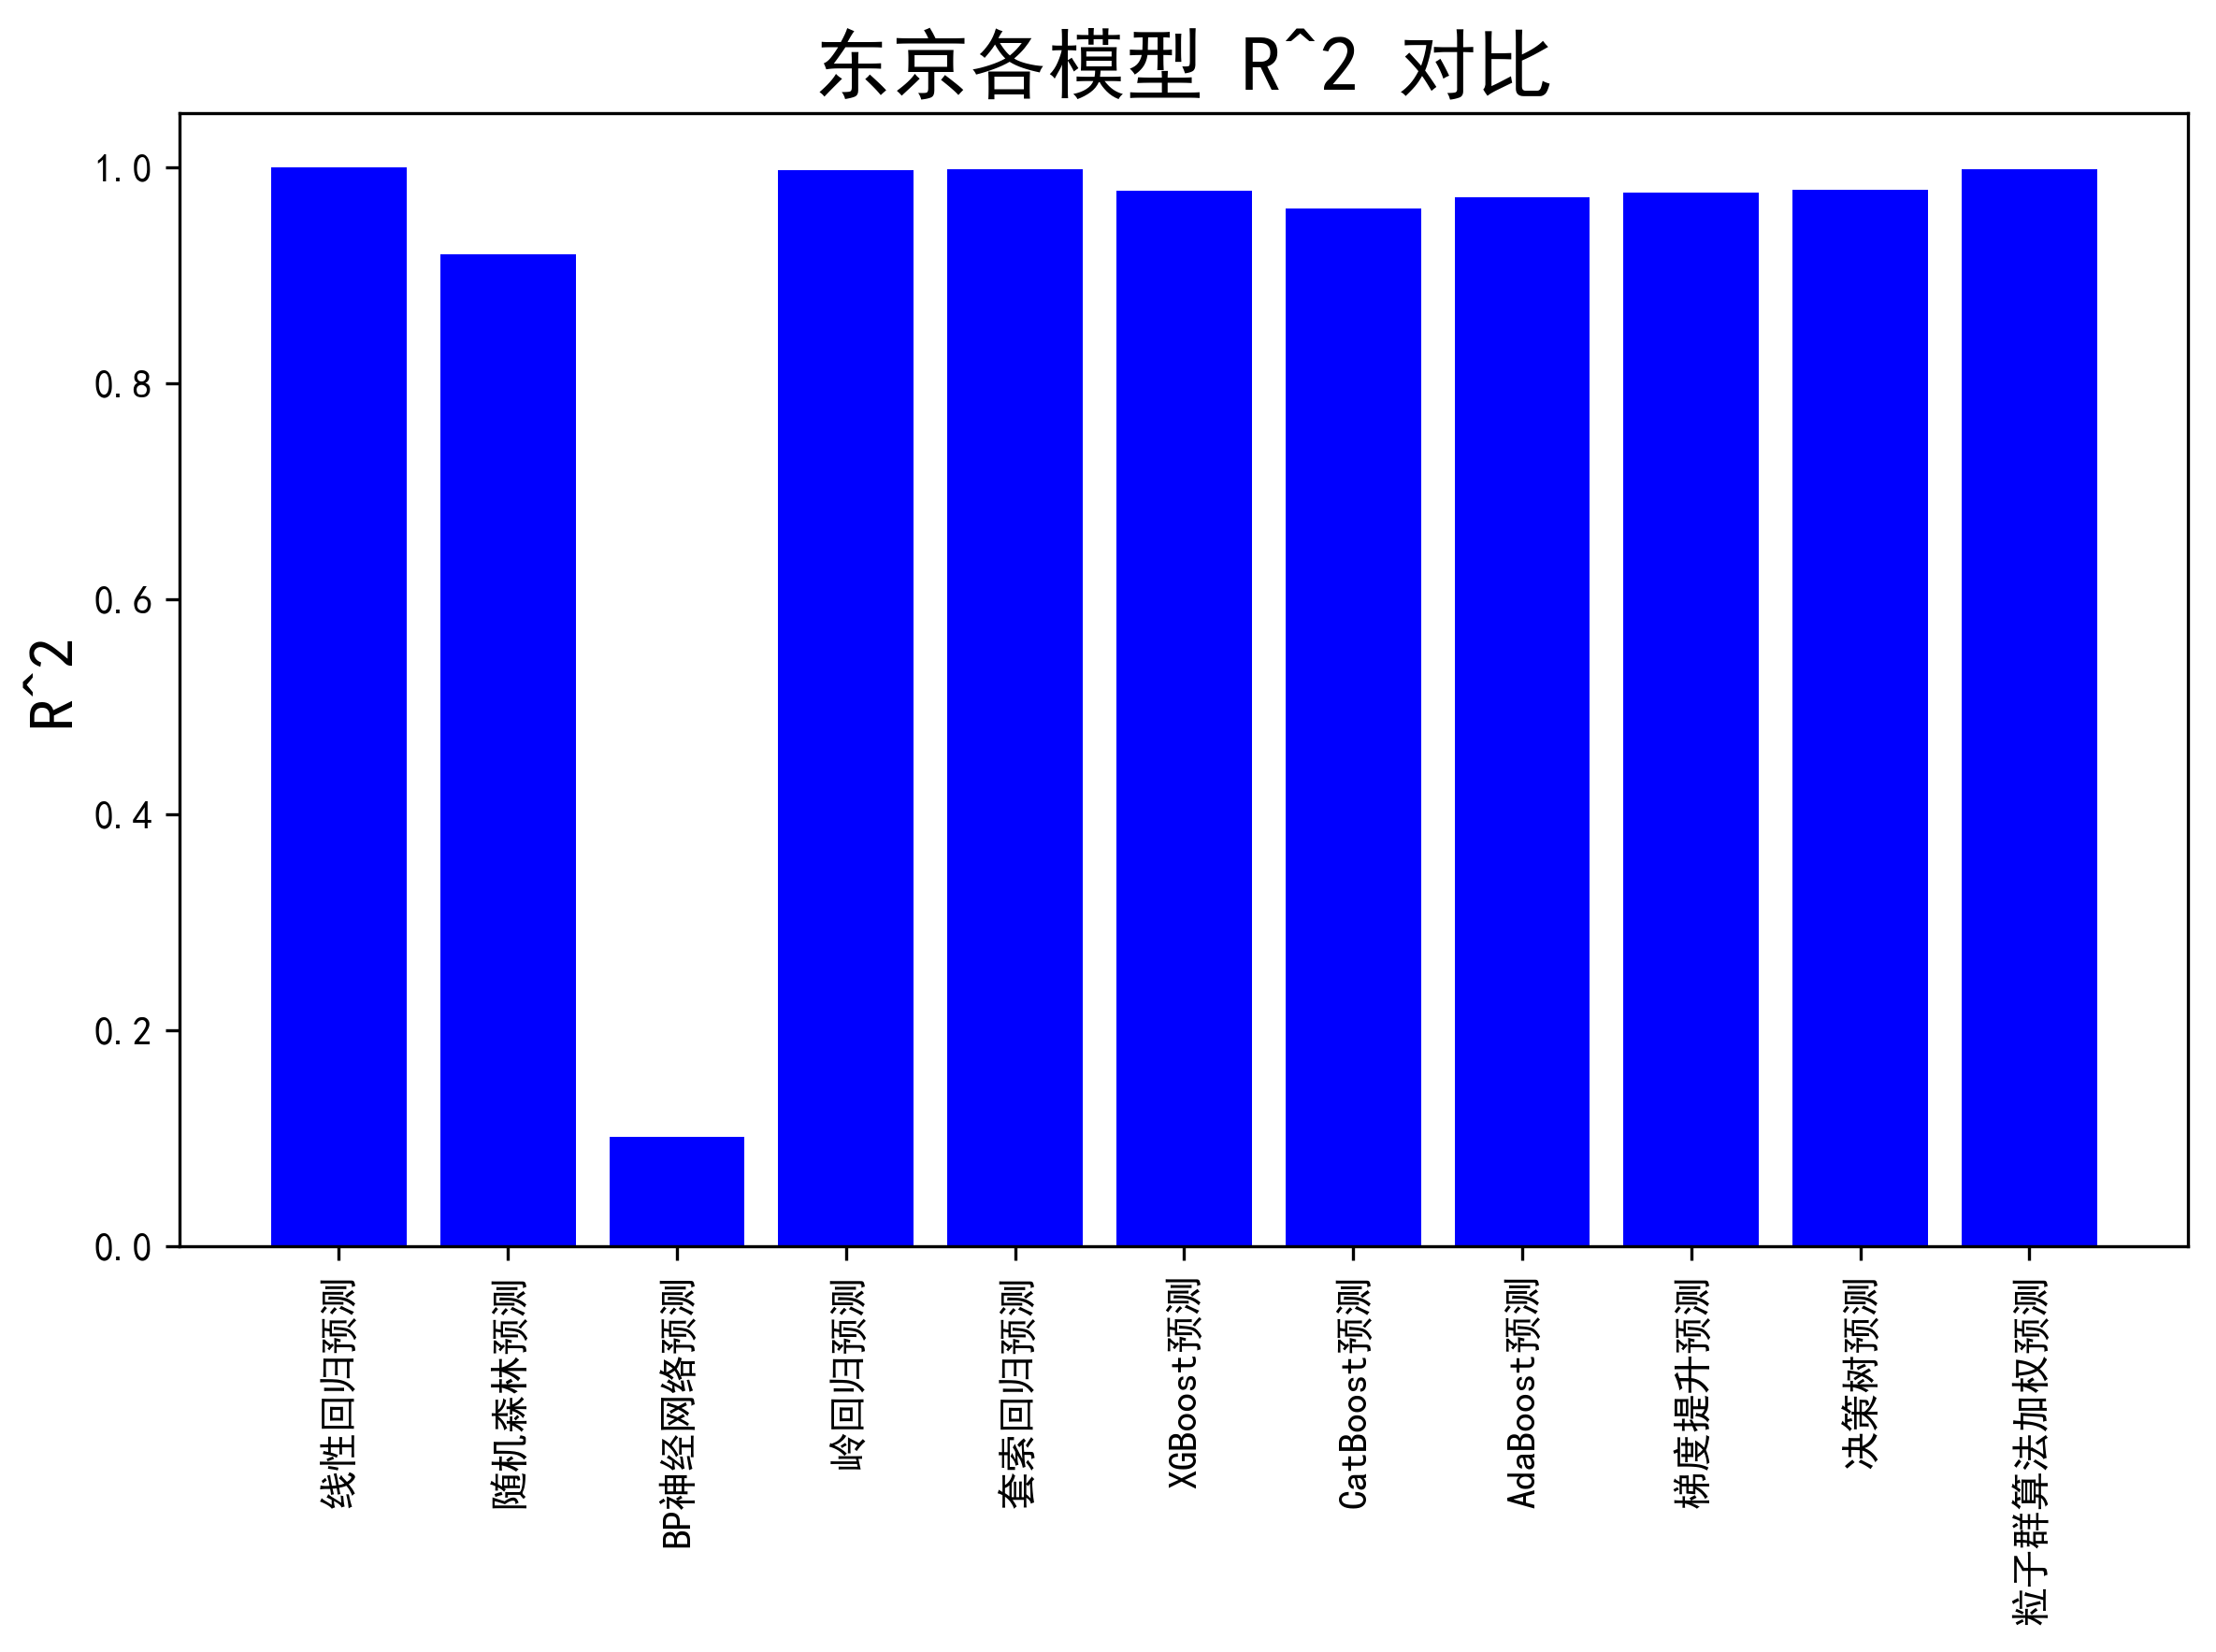 东京各模型 R^2 对比
R^2
1.0
0.8
0.6
0.4
0.2
0.0
线性回归预测
随机森林预测
BP神经网络预测
岭回归预测
套索回归预测
XGBoost预测
CatBoost预测
AdaBoost预测
梯度提升预测
决策树预测
粒子群算法加权预测